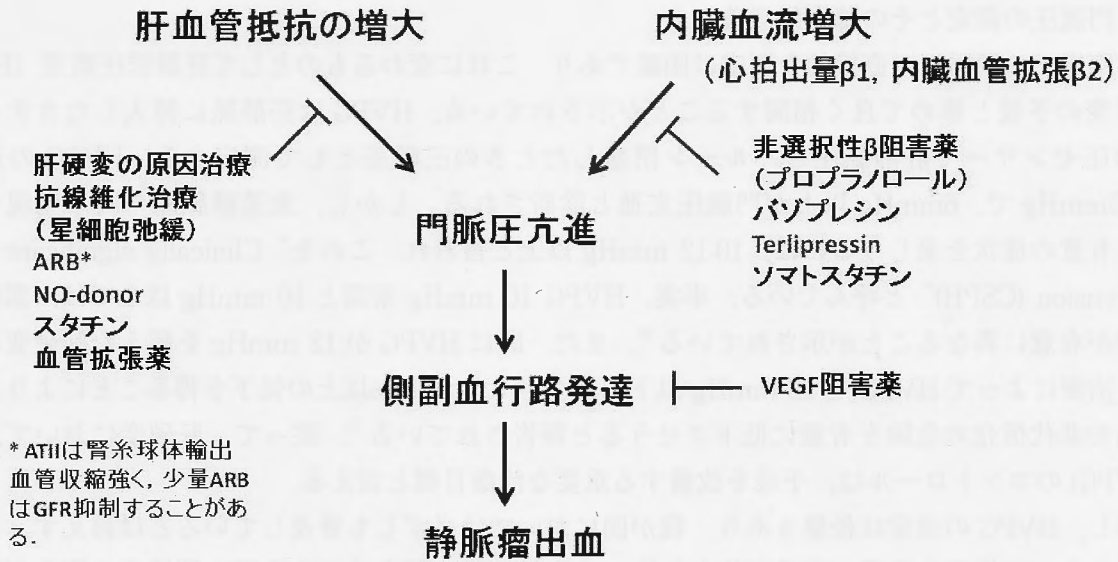 肝血管抵抗の増大
内臓血流増大
(心拍出量β1, 内臓血管拡張β2)
肝硬変の原因治療
抗線維化治療
(星細胞弛緩)
ARB*
NO donor
スタチン
血管拡張薬
非選択性β阻害薬
(プロプラノロール)
バソプレシン
Terlipressin
ソマトスタチン
門脈圧亢進
側副血行路発達
VEGF阻害薬
* ATIIは腎糸球体輸出
血管収縮強く, 少量ARB
はGFR抑制することがあ
る.
静脈瘤出血